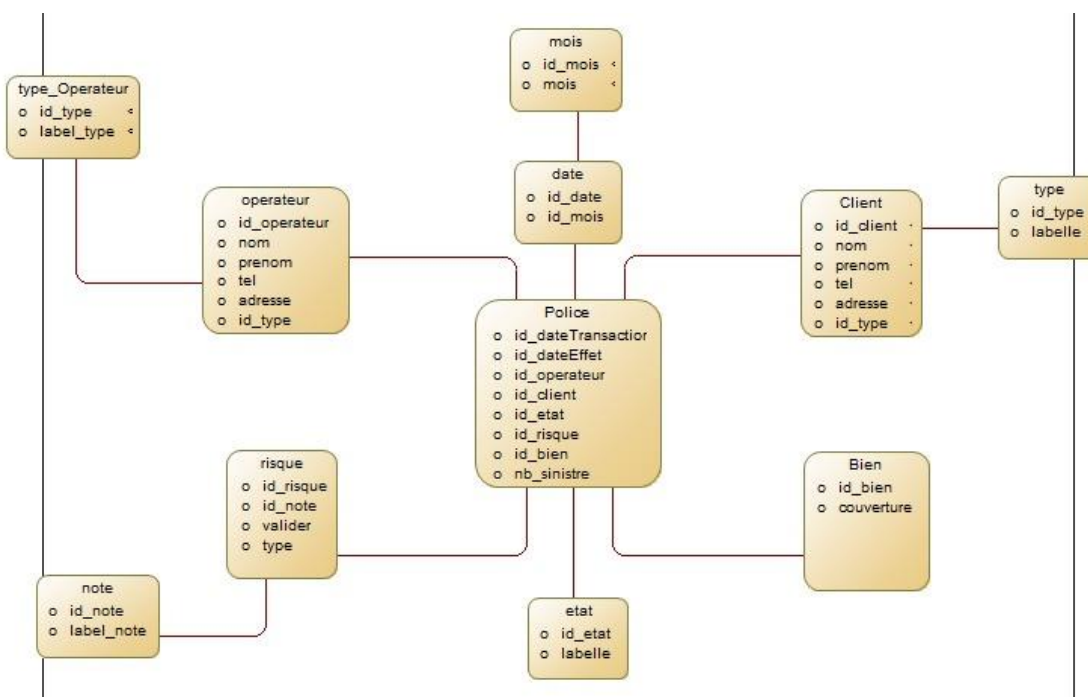 mois
id_mois
mois
type_Operateur
id_type
label_type
date
id_date
id_mois
operateur
id_operateur
nom
prenom
tel
adresse
id_type
Client
id_client
nom
prenom
tel
adresse
id_type
type
id_type
labelle
Police
id_dateTransaction
id_dateEffet
id_operateur
id_client
id_etat
id_risque
id_bien
nb_sinistre
risque
id_risque
id_note
valider
type
Bien
id_bien
couverture
note
id_note
label_note
etat
id_etat
labelle